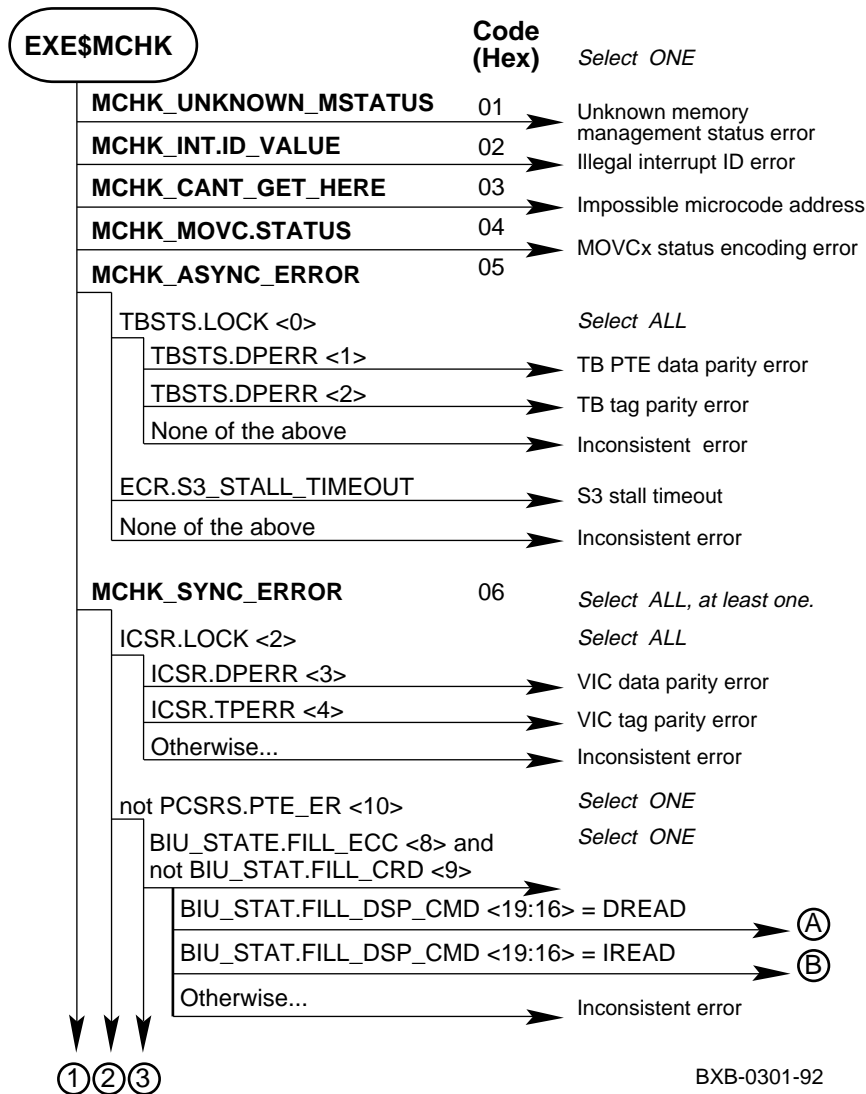 EXE$MCHK
Code
(Hex)
Select ONE
MCHK_UNKNOWN_MSTATUS 01
Unknown memory
management status error
MCHK_INT.ID_VALUE 02
Illegal interrupt ID error
MCHK_CANT_GET_HERE 03
Impossible microcode address
MCHK_MOVC.STATUS 04
MOVCx status encoding error
MCHK_ASYNC_ERROR 05
TBSTS.LOCK <0> Select ALL
TBSTS.DPERR <1> TB PTE data parity error
TBSTS.DPERR <2> TB tag parity error
None of the above Inconsistent error
ECR.S3_STALL_TIMEOUT S3 stall timeout
None of the above Inconsistent error
MCHK_SYNC_ERROR 06 Select ALL, at least one.
ICSR.LOCK <2> Select ALL
ICSR.DPERR <3> VIC data parity error
ICSR.TPERR <4> VIC tag parity error
Otherwise... Inconsistent error
not PCSRS.PTE_ER <10> Select ONE
BIU_STATE.FILL_ECC <8> and Select ONE
not BIU_STAT.FILL_CRD <9>
BIU_STAT.FILL_DSP_CMD <19:16> = DREAD A
BIU_STAT.FILL_DSP_CMD <19:16> = IREAD B
Otherwise... Inconsistent error
1 2 3
BXB-0301-92